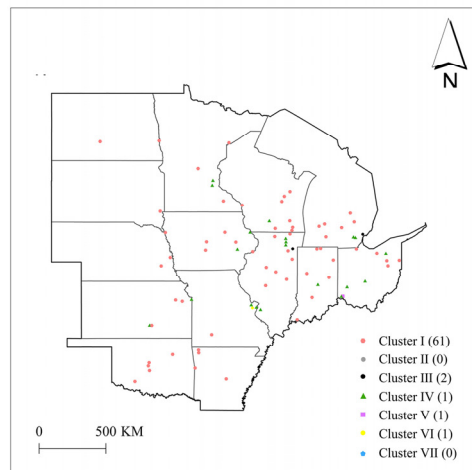 N
Cluster I (61)
Cluster II (0)
Cluster III (2)
Cluster IV (1)
Cluster V (1)
Cluster VI (1)
Cluster VII (0)
0 500 KM